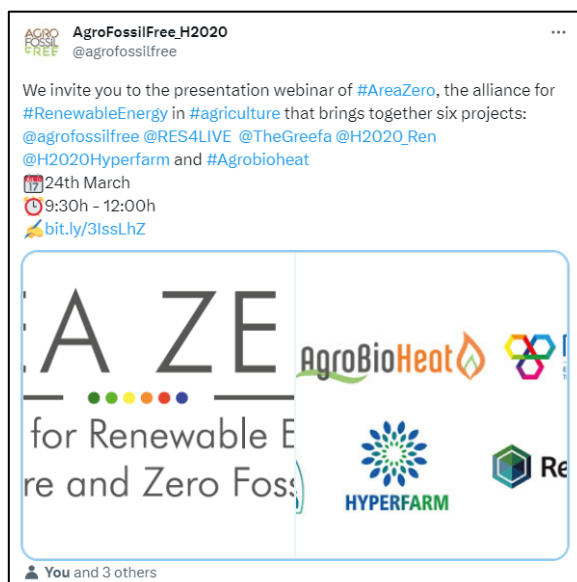 AGRO
FOSSIL
FREE
AgroFossilFree_H2020
@agrofossilfree
We invite you to the presentation webinar of #AreaZero, the alliance for
#RenewableEnergy in #agriculture that brings together six projects:
@agrofossilfree @RES4LIVE @TheGreefa @H2020_Ren
@H2020Hyperfarm and #Agrobioheat
24th March
9:30h - 12:00h
bit.ly/3IssLhZ
A ZE
for Renewable E
re and Zero Foss
AgroBioHeat
HYPERFARM
Re
You and 3 others